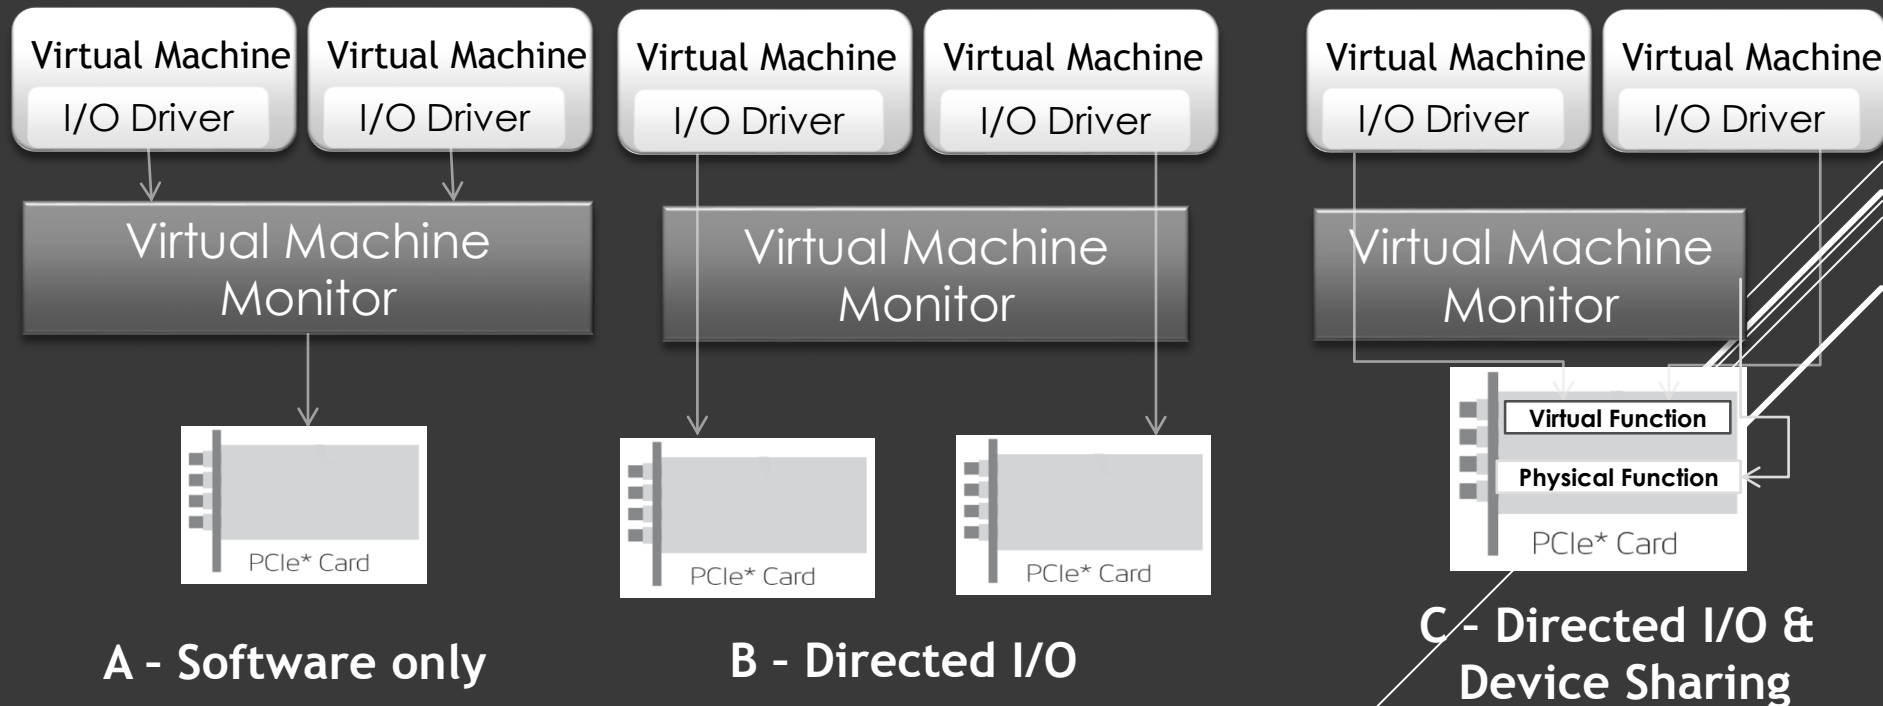 Virtual Machine
I/O Driver
Virtual Machine
I/O Driver
Virtual Machine
Monitor
PCIe* Card
A – Software only
Virtual Machine
I/O Driver
Virtual Machine
I/O Driver
Virtual Machine
Monitor
PCIe* Card
PCIe* Card
B – Directed I/O
Virtual Machine
I/O Driver
Virtual Machine
I/O Driver
Virtual Machine
Monitor
Virtual Function
Physical Function
PCIe* Card
C – Directed I/O &
Device Sharing